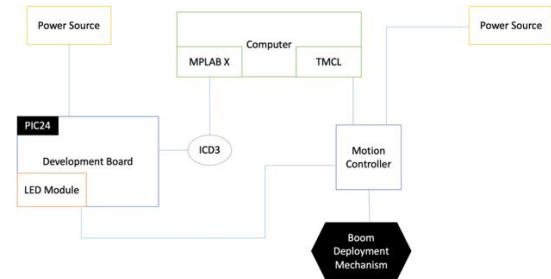 Power Source
Computer
Power Source
MPLAB X
TMCL
PIC24
Development Board
ICD3
Motion
Controller
LED Module
Boom
Deployment
Mechanism